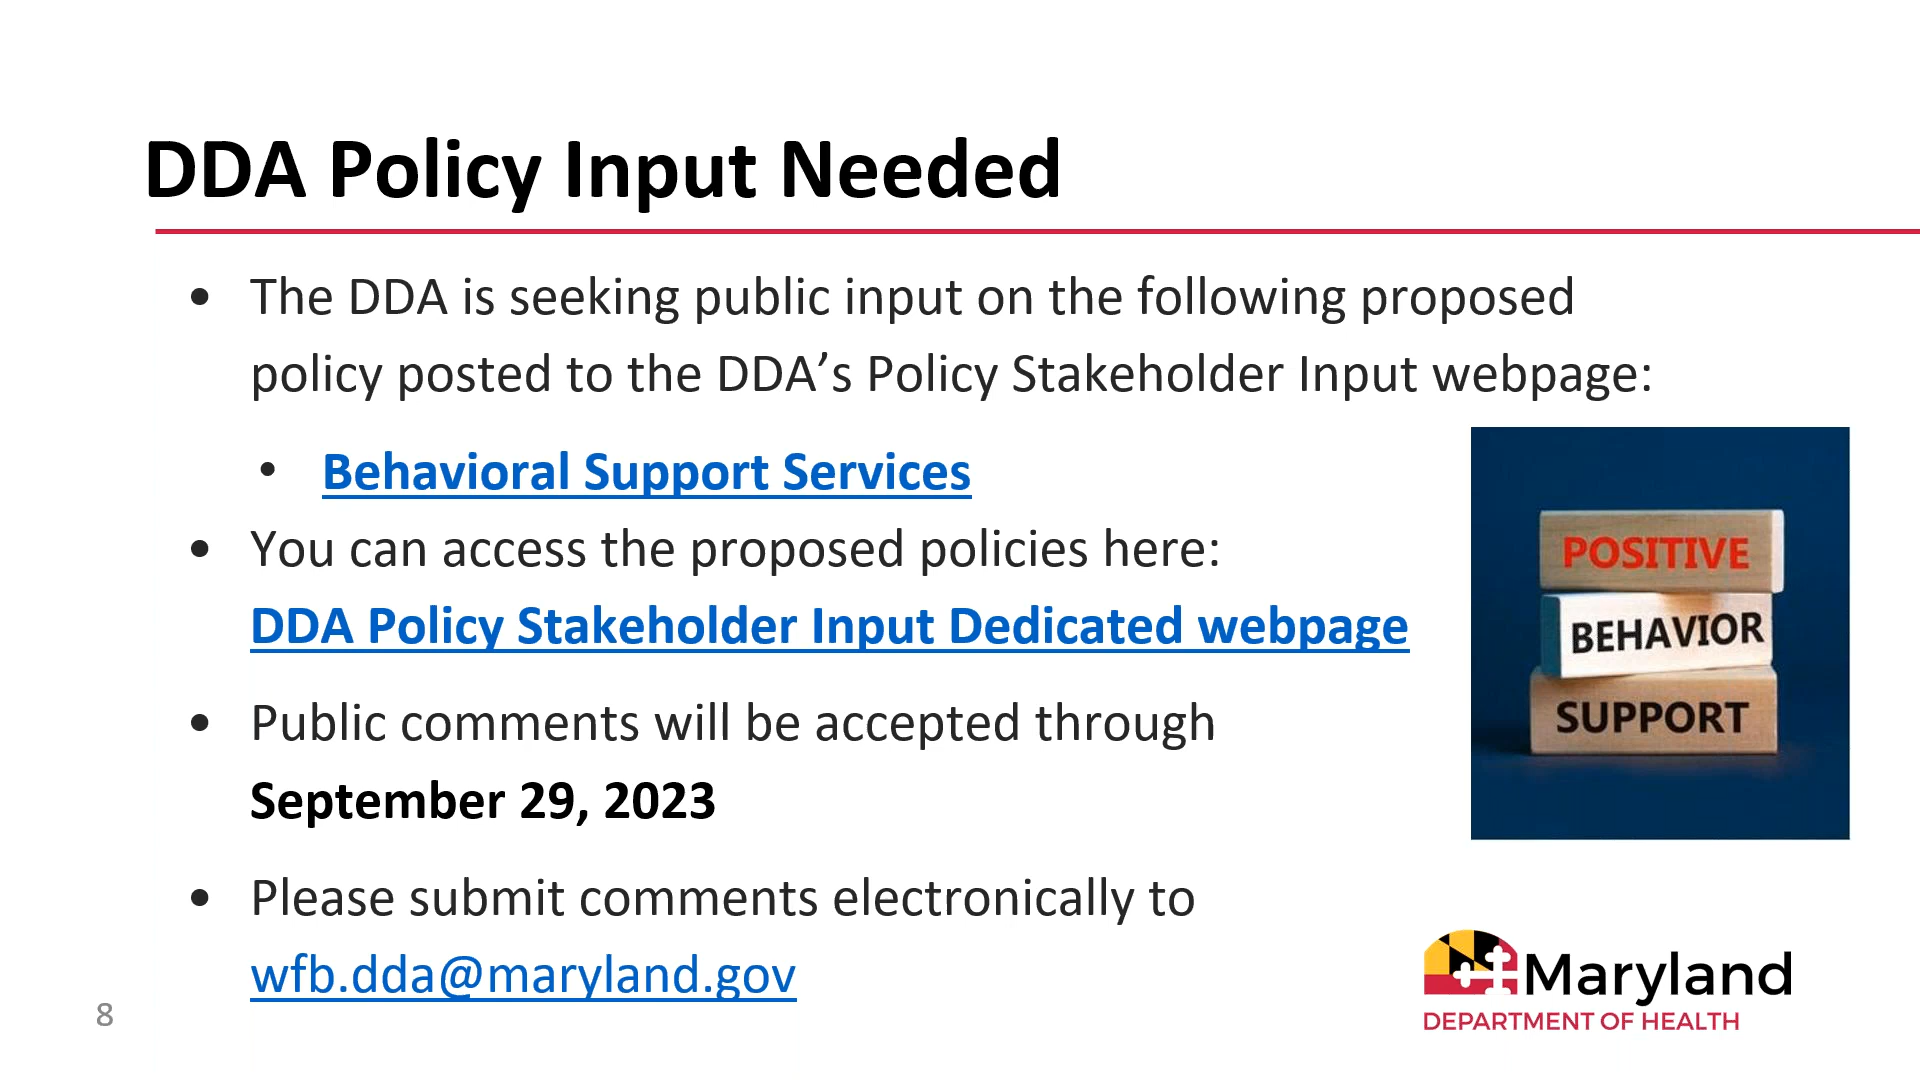 DDA Policy Input Needed
• The DDA is seeking public input on the following proposed
policy posted to the DDA’s Policy Stakeholder Input webpage:
• Behavioral Support Services
• You can access the proposed policies here:
DDA Policy Stakeholder Input Dedicated webpage
• Public comments will be accepted through
September 29, 2023
• Please submit comments electronically to
wfb.dda@maryland.gov
POSITIVE
BEHAVIOR
SUPPORT
Maryland
DEPARTMENT OF HEALTH
8